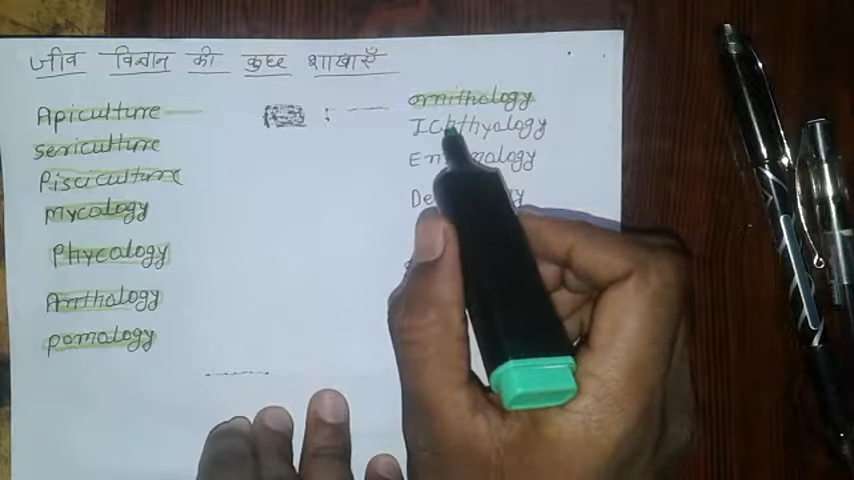 जीव विज्ञान की कुछ शाखाएँ
Apiculture
Sericulture
Pisciculture
Mycology
Phycology
Anthology
Pomology
Ornithology
Ichthyology